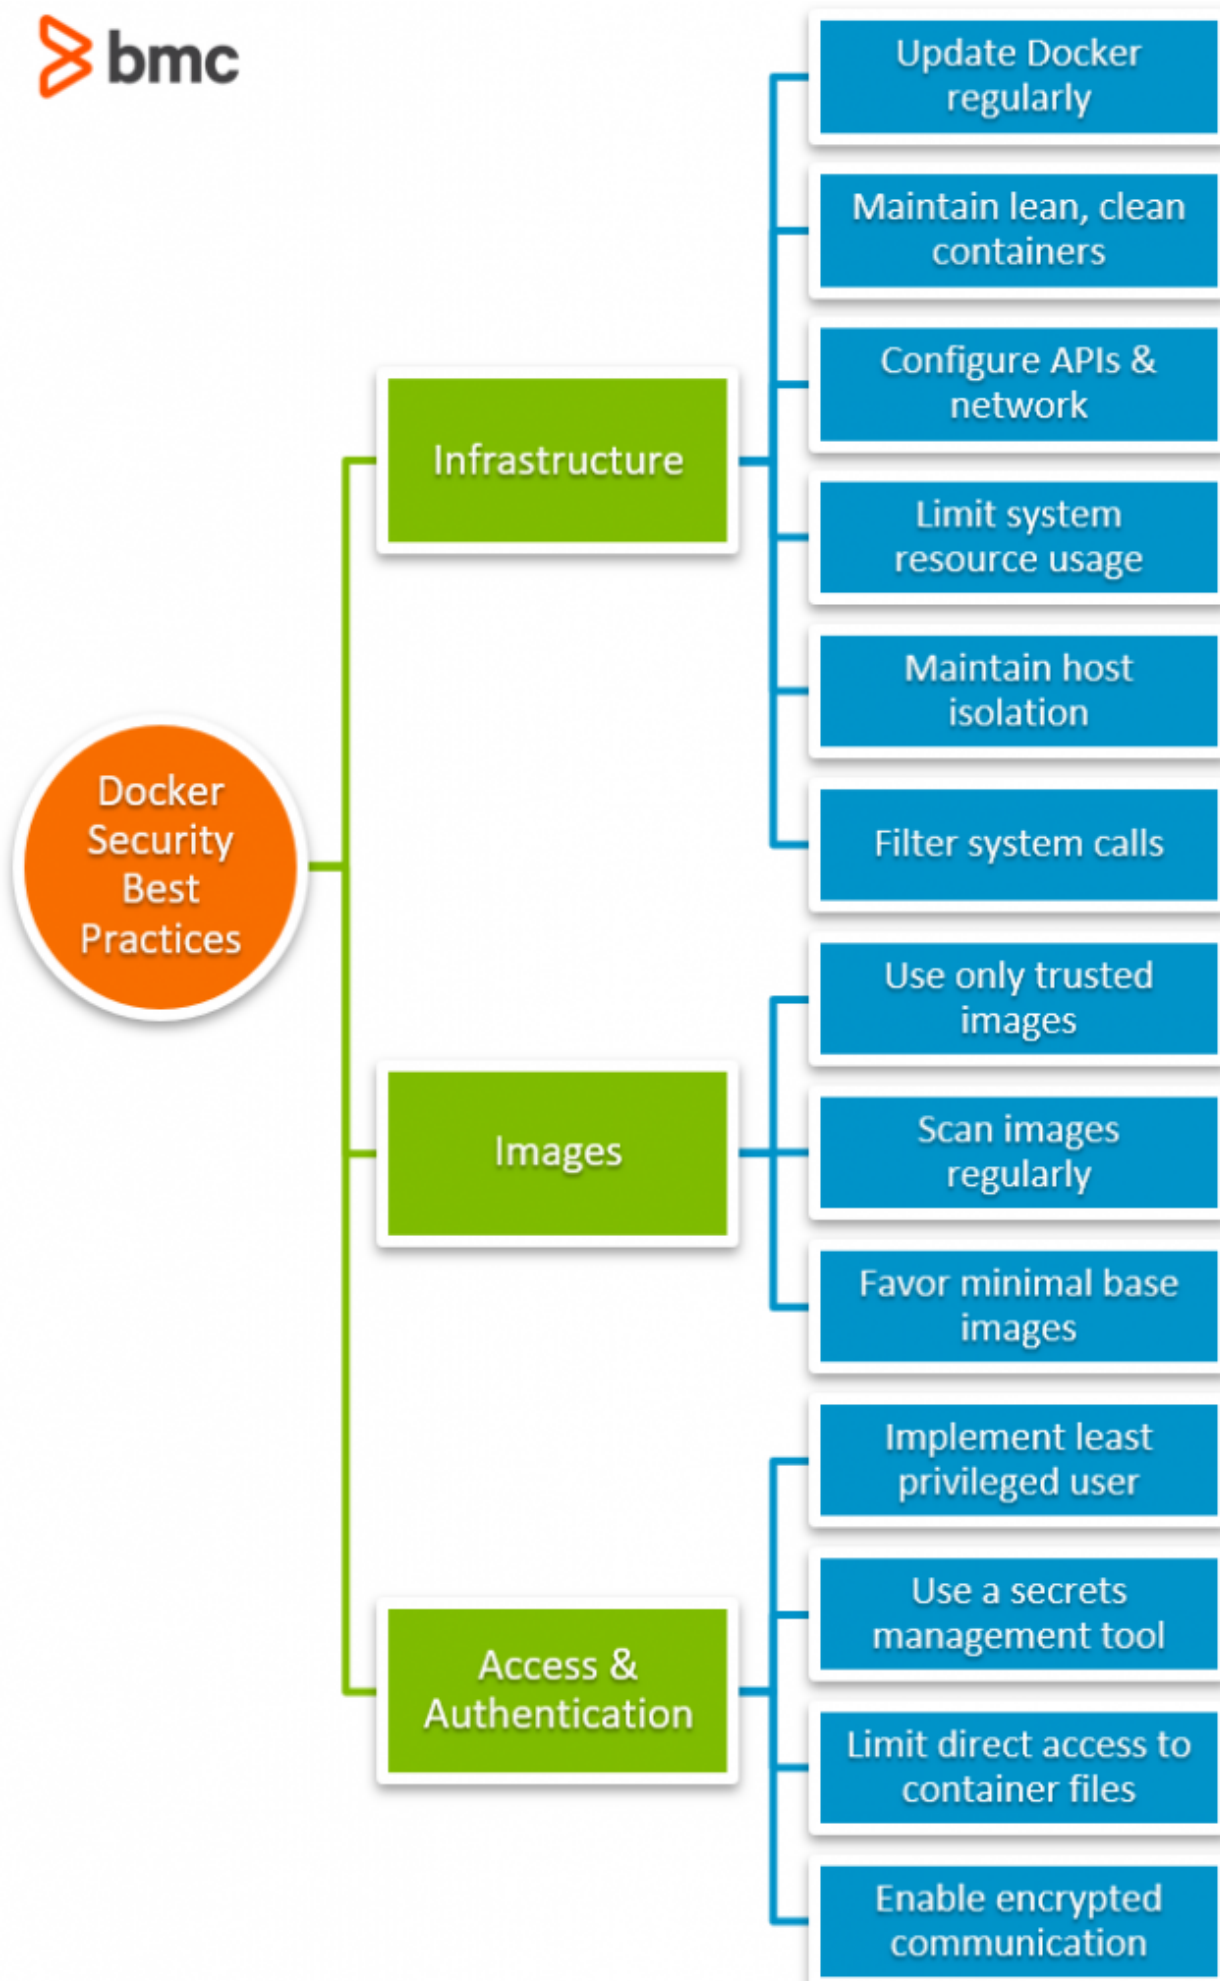 bmc
Update Docker
regularly
Maintain lean, clean
containers
Configure APIs &
network
Infrastructure
Limit system
resource usage
Maintain host
isolation
Filter system calls
Docker
Security
Best
Practices
Use only trusted
images
Images
Scan images
regularly
Favor minimal base
images
Implement least
privileged user
Use a secrets
management tool
Access &
Authentication
Limit direct access to
container files
Enable encrypted
communication